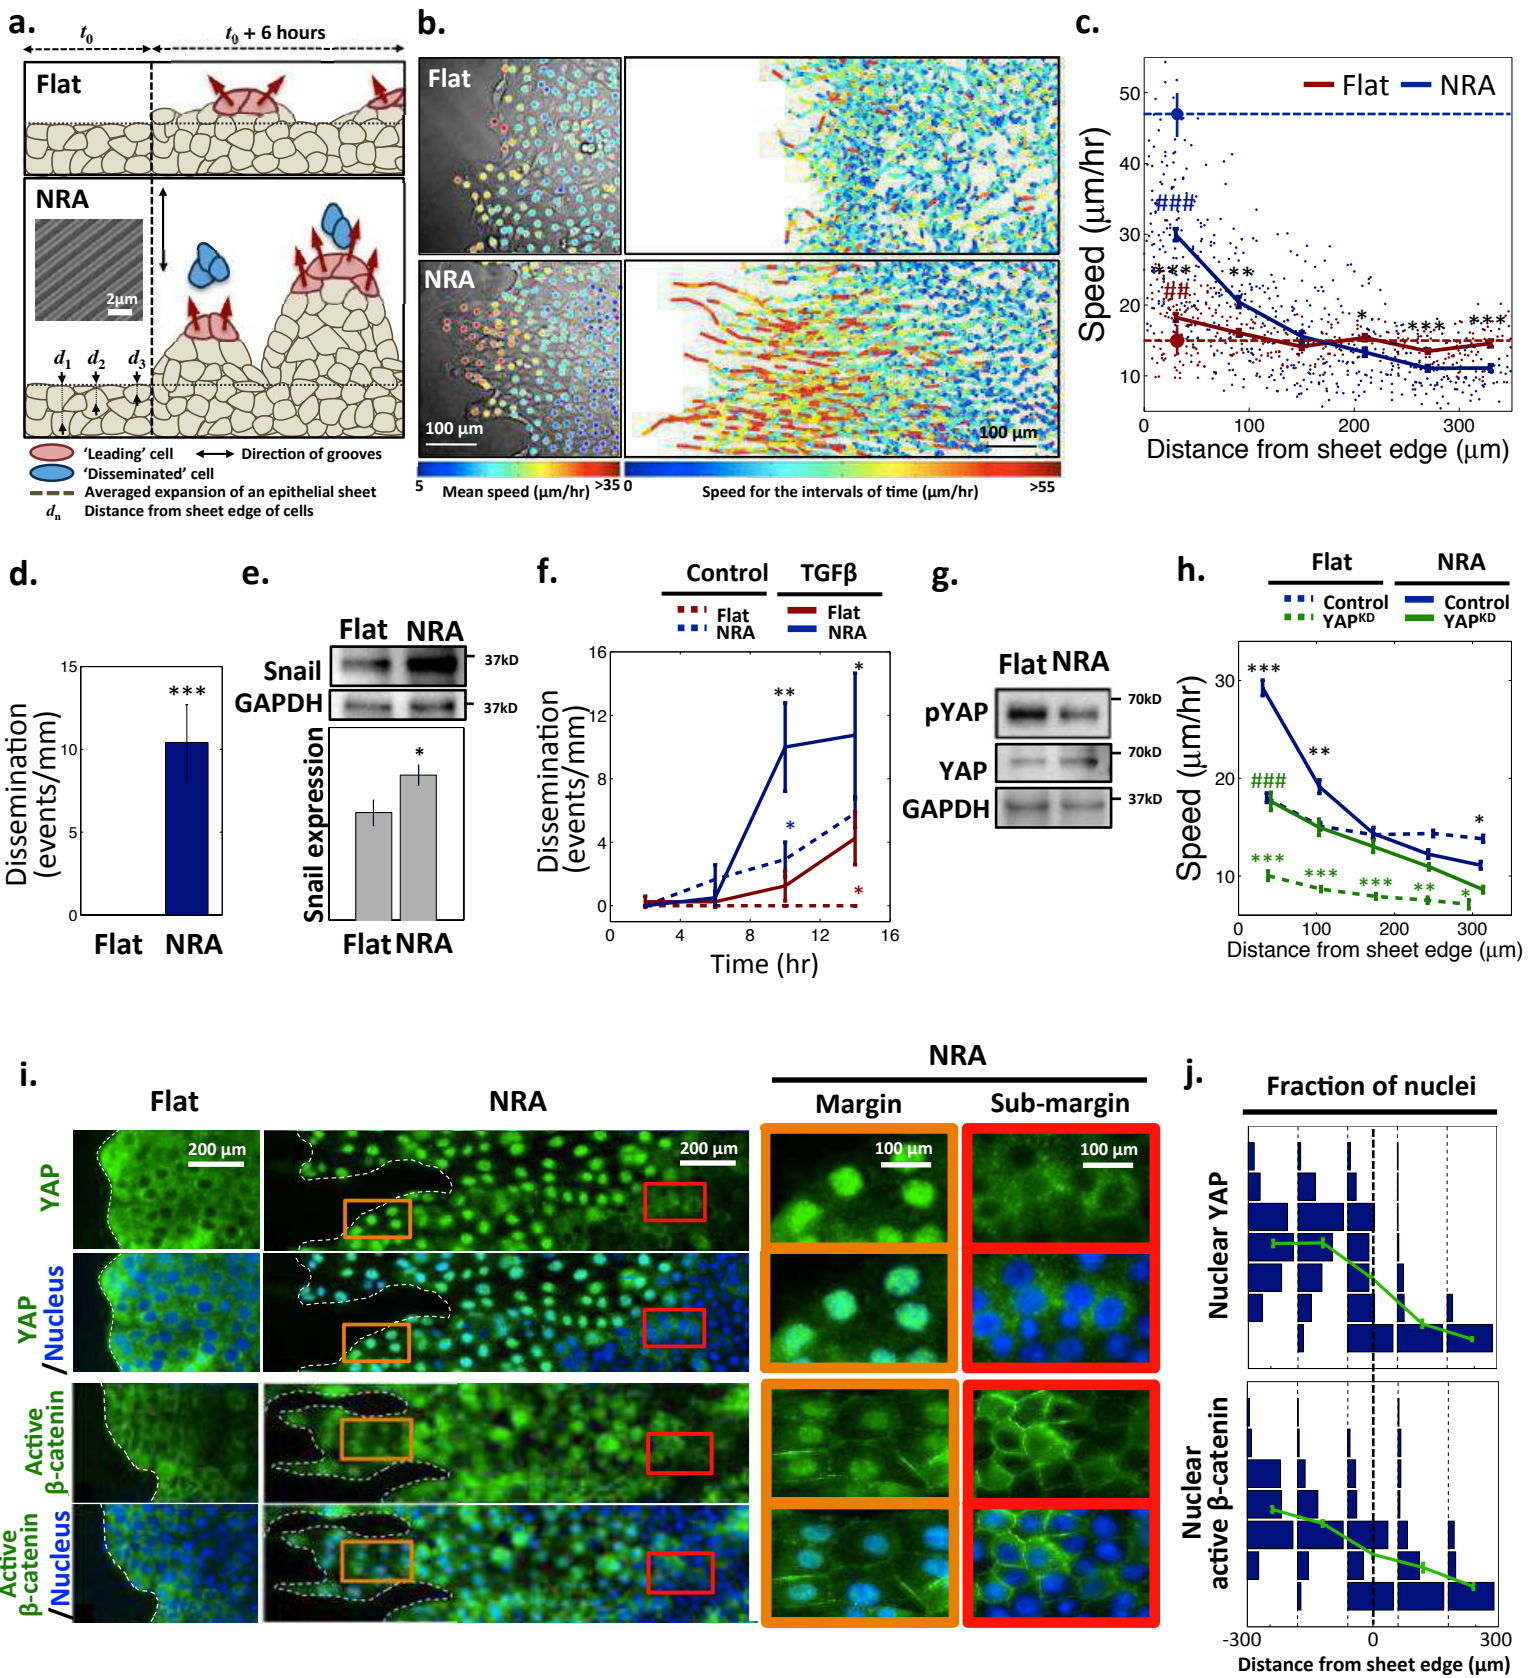 a.
t0
t0 + 6 hours
Flat
NRA
2μm
d1
d2
d3
'Leading' cell
Direction of grooves
'Disseminated' cell
Averaged expansion of an epithelial sheet
dn Distance from sheet edge of cells
b.
Flat
NRA
100 μm
100 μm
5 Mean speed (μm/hr) >35
0 Speed for the intervals of time (μm/hr) >55
c.
Flat NRA
Speed (μm/hr)
50
40
30
20
10
###
***
##
**
*
***
***
0 100 200 300
Distance from sheet edge (μm)
d.
Dissemination
(events/mm)
15
10
5
0
***
Flat NRA
e.
Flat NRA
Snail
37kD
GAPDH
37kD
Snail expression
*
Flat NRA
f.
Control TGFβ
Flat Flat
NRA NRA
Dissemination
(events/mm)
16
12
8
4
0
**
*
*
*
0 4 8 12 16
Time (hr)
g.
Flat NRA
pYAP
70kD
YAP
70kD
GAPDH
37kD
h.
Flat NRA
Control Control
YAPKD YAPKD
Speed (μm/hr)
30
20
10
***
**
*
###
***
***
***
**
*
0 100 200 300
Distance from sheet edge (μm)
i.
Flat
NRA
NRA
Margin Sub-margin
YAP
200 μm
200 μm
100 μm
100 μm
YAP
/Nucleus
Active
β-catenin
Active
β-catenin
/Nucleus
j.
Fraction of nuclei
Nuclear YAP
Nuclear
active β-catenin
-300 0 300
Distance from sheet edge (μm)